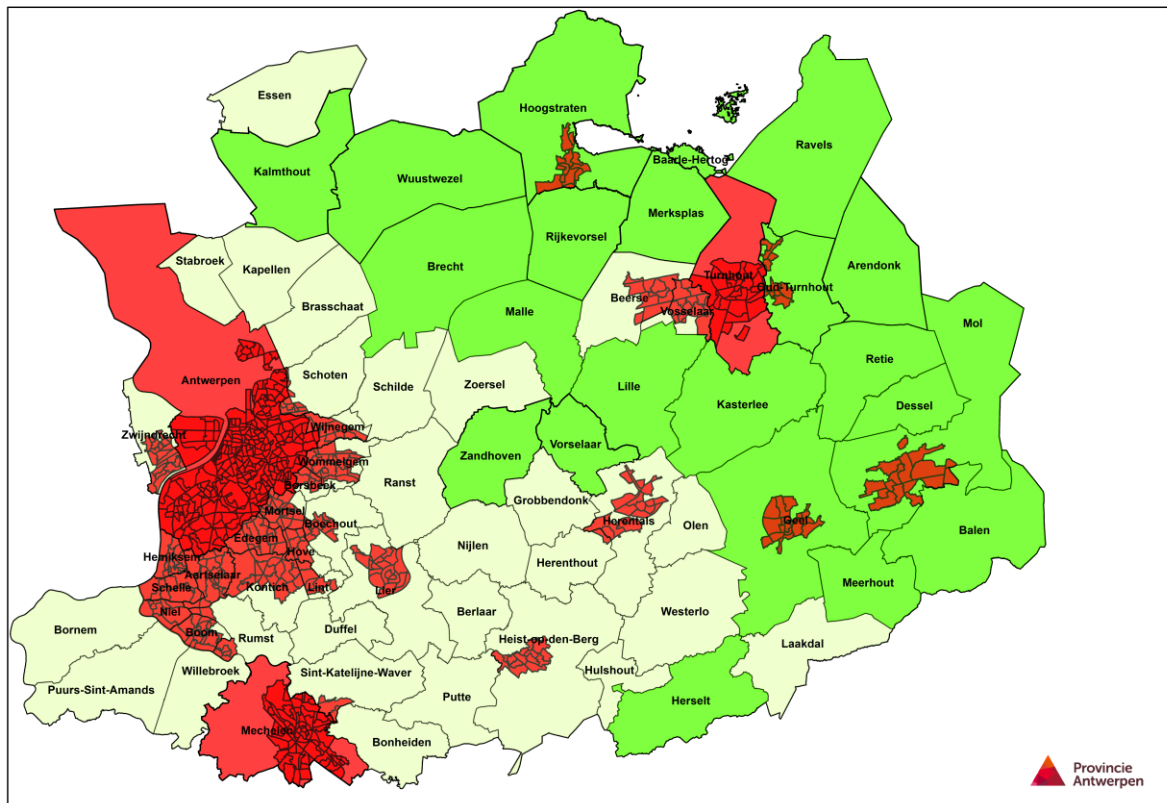 Essen
Hoogstraten
Ravels
Baarle-Hertog
Kalmthout
Wuustwezel
Merksplas
Rijkevorsel
Stabroek
Kapellen
Brecht
Arendonk
Turnhout
Oud-Turnhout
Beerse
Vosselaar
Brasschaat
Malle
Mol
Retie
Antwerpen
Schoten
Schilde
Zoersel
Lille
Kasterlee
Dessel
Zwijndrecht
Wijnegem
Vorselaar
Zandhoven
Wommelgem
Ranst
Borsbeek
Grobbendonk
Mortsel
Boechout
Herentals
Olen
Geel
Edegem
Balen
Hemiksem
Hove
Nijlen
Herenthout
Aartselaar
Schelle
Kontich
Lint
Lier
Meerhout
Niel
Berlaar
Westerlo
Bornem
Boom
Rumst
Duffel
Heist-op-den-Berg
Laakdal
Willebroek
Sint-Katelijne-Waver
Hulshout
Puurs-Sint-Amands
Putte
Herselt
Mechelen
Bonheiden
Provincie
Antwerpen